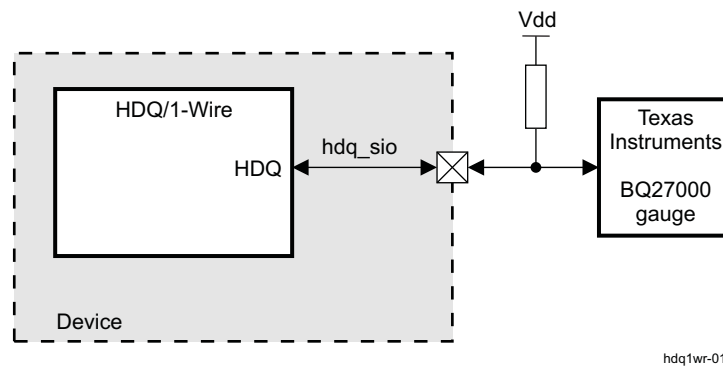 Vdd
HDQ/1-Wire
hdq_sio
HDQ
Texas
Instruments
BQ27000
gauge
Device
hdq1wr-01